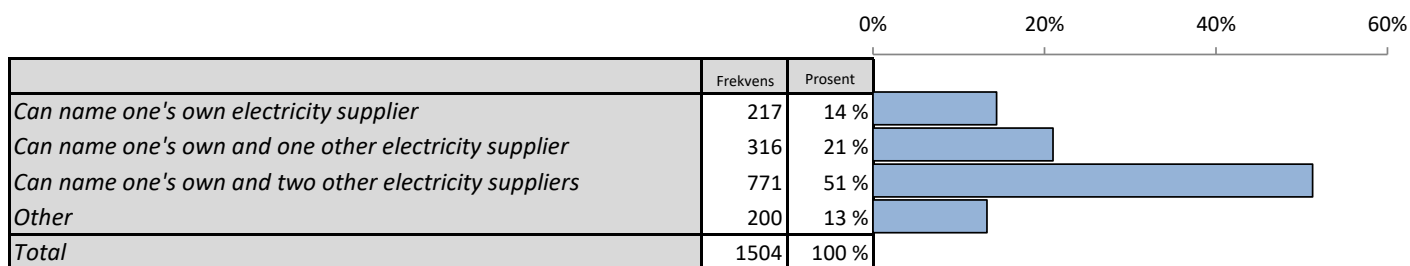 0% 20% 40% 60%
Frekvens Prosent
Can name one's own electricity supplier 217 14 %
Can name one's own and one other electricity supplier 316 21 %
Can name one's own and two other electricity suppliers 771 51 %
Other 200 13 %
Total 1504 100 %